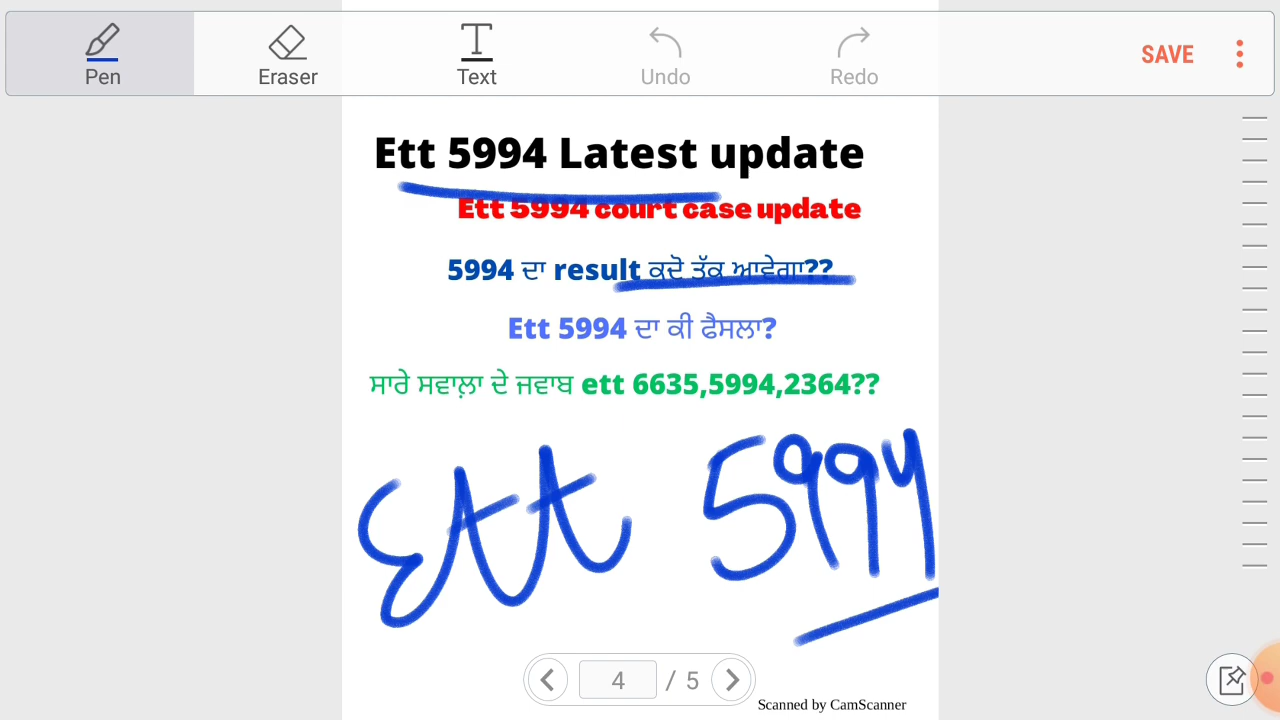 Pen Eraser Text Undo Redo SAVE
Ett 5994 Latest update
Ett 5994 court case update
5994 ਦਾ result ਕਦੋ ਤੱਕ ਆਵੇਗਾ??
Ett 5994 ਦਾ ਕੀ ਫੈਸਲਾ?
ਸਾਰੇ ਸਵਾਲ਼ਾ ਦੇ ਜਵਾਬ ett 6635,5994,2364??
Ett 5994
4 / 5
Scanned by CamScanner